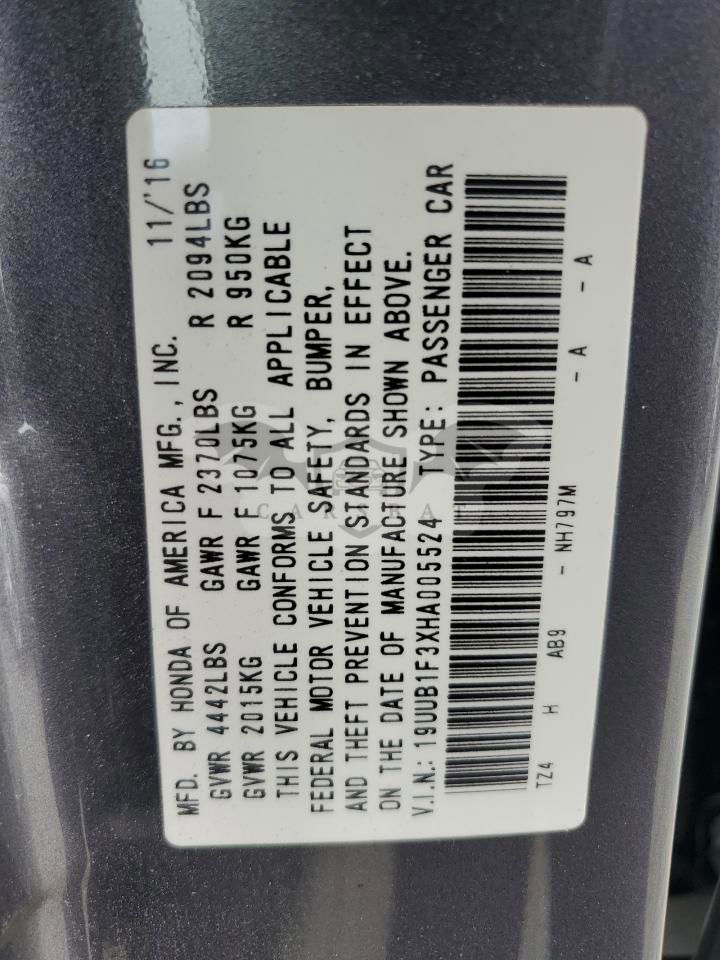 MFD. BY HONDA OF AMERICA MFG., INC. 11/'16
GVWR 4442LBS GAWR F 2370LBS R 2094LBS
GVWR 2015KG GAWR F 1075KG R 950KG
THIS VEHICLE CONFORMS TO ALL APPLICABLE
FEDERAL MOTOR VEHICLE SAFETY, BUMPER,
AND THEFT PREVENTION STANDARDS IN EFFECT
ON THE DATE OF MANUFACTURE SHOWN ABOVE.
V.I.N.: 19UUB1F3XHA005524 TYPE: PASSENGER CAR
TZ4 H AB9 - NH797M - A - A
CARSBAT